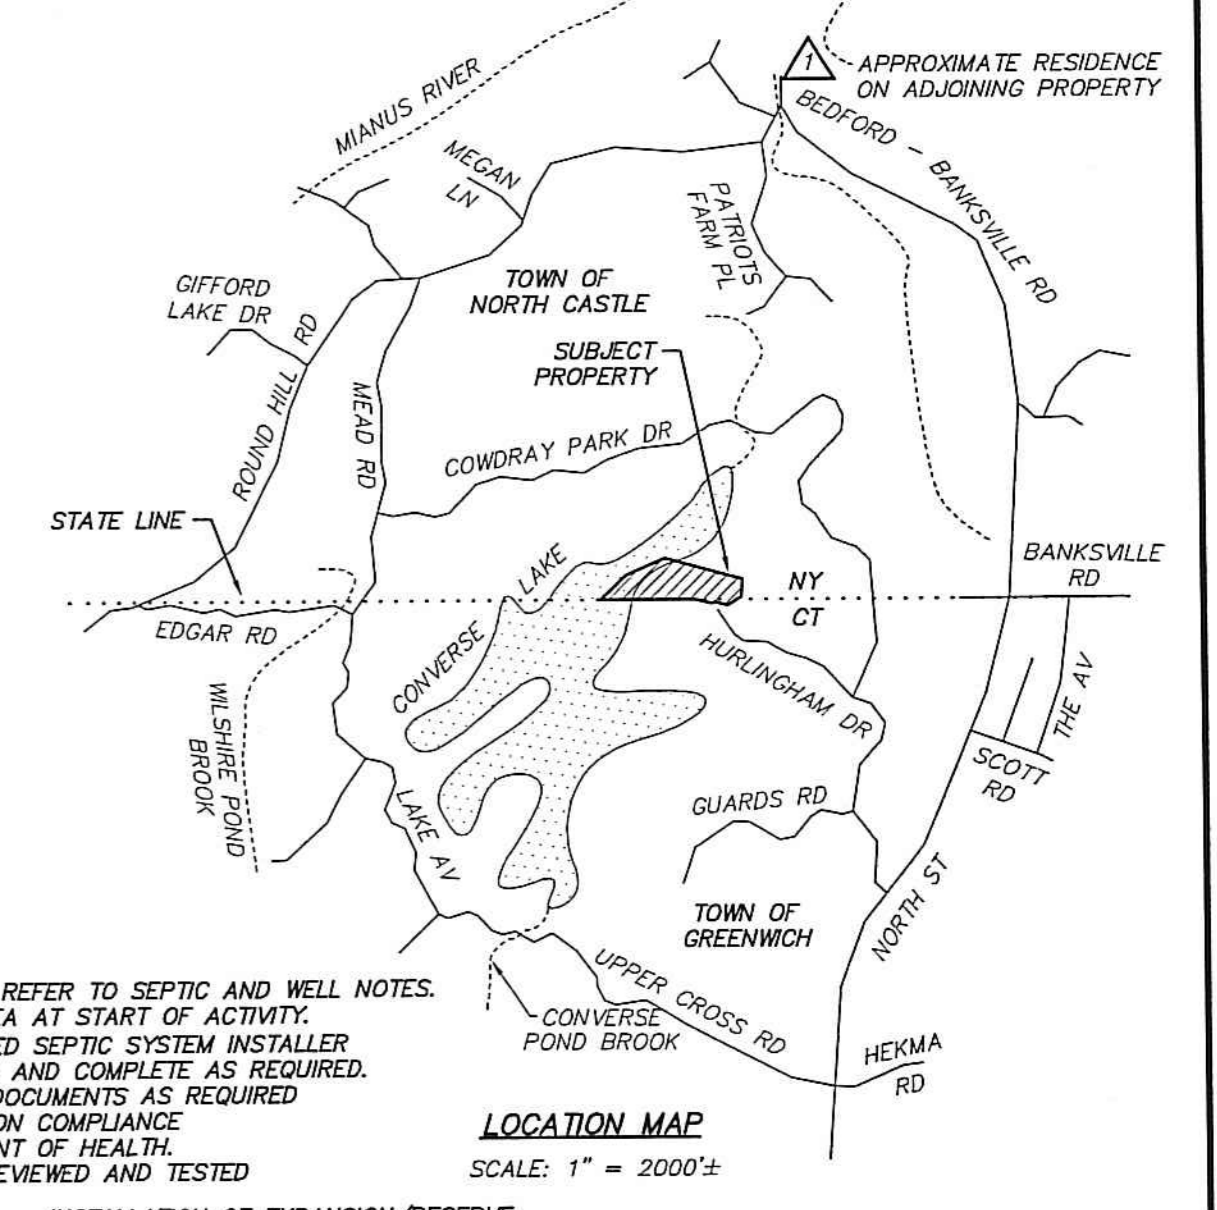 MIANUS RIVER
1
APPROXIMATE RESIDENCE
ON ADJOINING PROPERTY
BEDFORD - BANKSVILLE RD
MEGAN
LN
PATRIOTS
FARM PL
GIFFORD
LAKE DR
TOWN OF
NORTH CASTLE
ROUND HILL RD
MEAD RD
SUBJECT
PROPERTY
COWDRAY PARK DR
STATE LINE
CONVERSE LAKE
NY
CT
BANKSVILLE
RD
EDGAR RD
HURLINGHAM DR
WILSHIRE POND
BROOK
THE AV
SCOTT
RD
LAKE AV
GUARDS RD
NORTH ST
TOWN OF
GREENWICH
UPPER CROSS RD
CONVERSE
POND BROOK
HEKMA
RD
REFER TO SEPTIC AND WELL NOTES.
AT START OF ACTIVITY.
SEPTIC SYSTEM INSTALLER
AND COMPLETE AS REQUIRED.
DOCUMENTS AS REQUIRED
ON COMPLIANCE
OF HEALTH.
AND TESTED
LOCATION MAP
SCALE: 1" = 2000'±